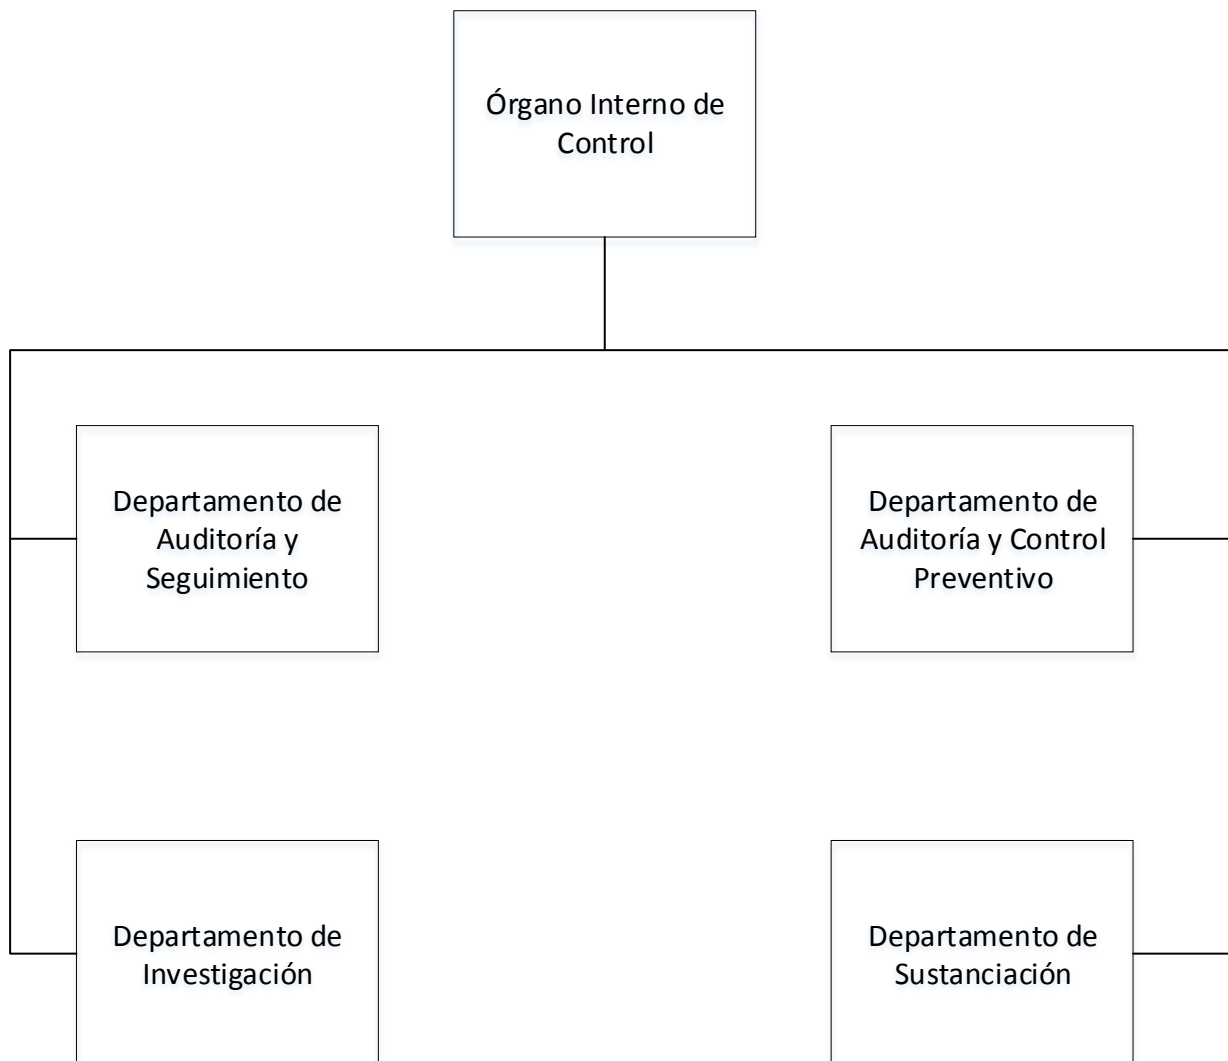 Órgano Interno de
Control
Departamento de
Auditoría y
Seguimiento
Departamento de
Auditoría y Control
Preventivo
Departamento de
Investigación
Departamento de
Sustanciación